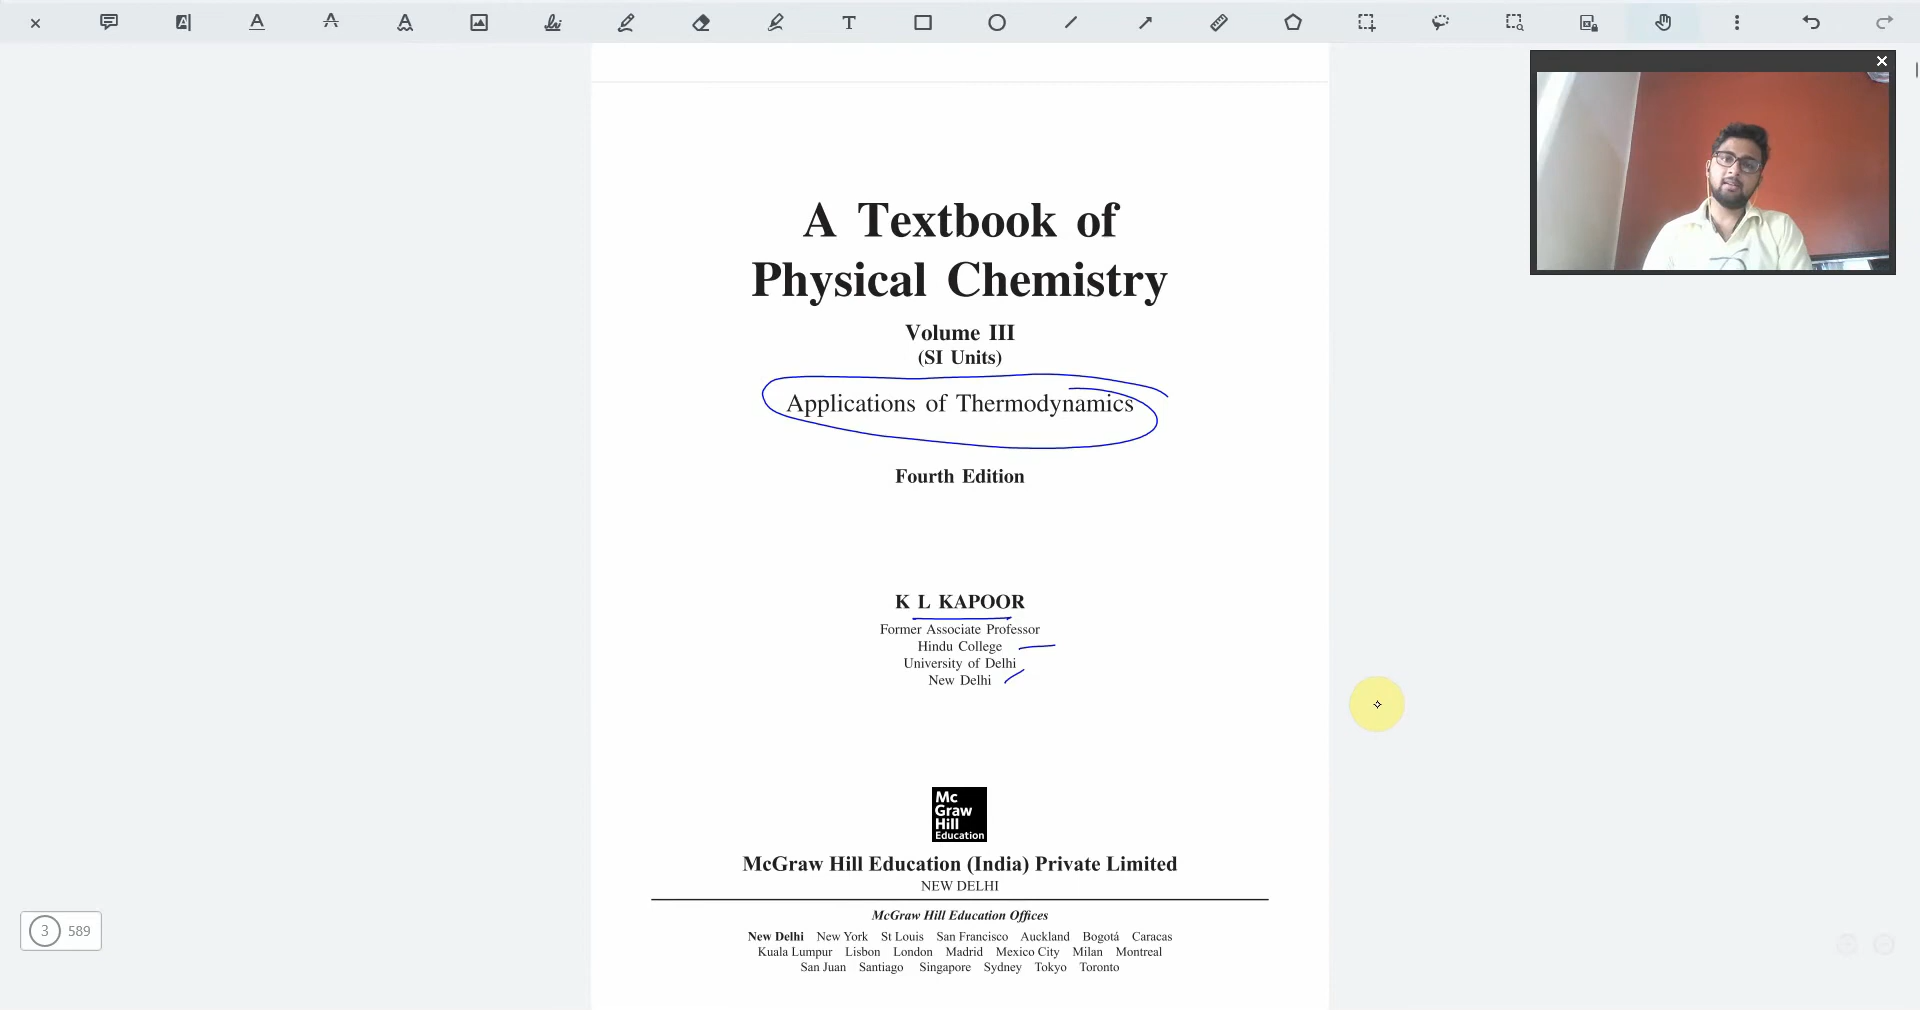 A Textbook of
Physical Chemistry
Volume III
(SI Units)
Applications of Thermodynamics
Fourth Edition
K L KAPOOR
Former Associate Professor
Hindu College
University of Delhi
New Delhi
Mc
Graw
Hill
Education
McGraw Hill Education (India) Private Limited
NEW DELHI
McGraw Hill Education Offices
New Delhi New York St Louis San Francisco Auckland Bogotá Caracas
Kuala Lumpur Lisbon London Madrid Mexico City Milan Montreal
San Juan Santiago Singapore Sydney Tokyo Toronto
3 589